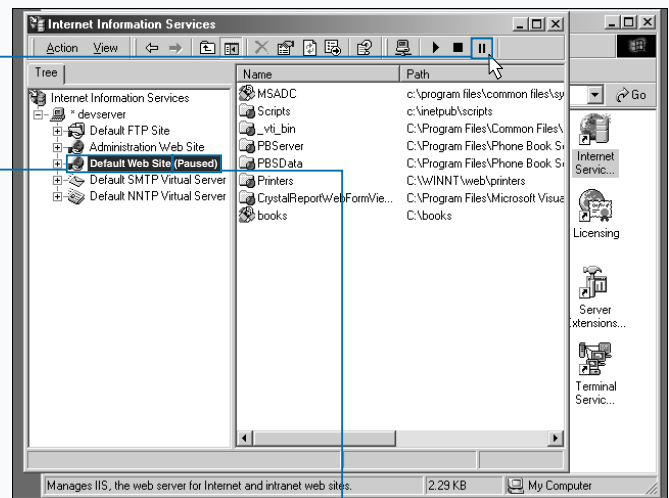 Internet Information Services
Action View
Tree
Name Path
Internet Information Services
* devserver
Default FTP Site
Administration Web Site
Default Web Site (Paused)
Default SMTP Virtual Server
Default NNTP Virtual Server
MSADC c:\program files\common files\sy
Scripts c:\inetpub\scripts
_vti_bin C:\Program Files\Common Files\
PBServer C:\Program Files\Phone Book Se
PBSData C:\Program Files\Phone Book Se
Printers C:\WINNT\web\printers
CrystalReportWebFormVie... C:\Program Files\Microsoft Visua
books C:\books
Go
Internet
Servic...
Licensing
Server
Extensions...
Terminal
Servic...
Manages IIS, the web server for Internet and intranet web sites. 2.29 KB My Computer